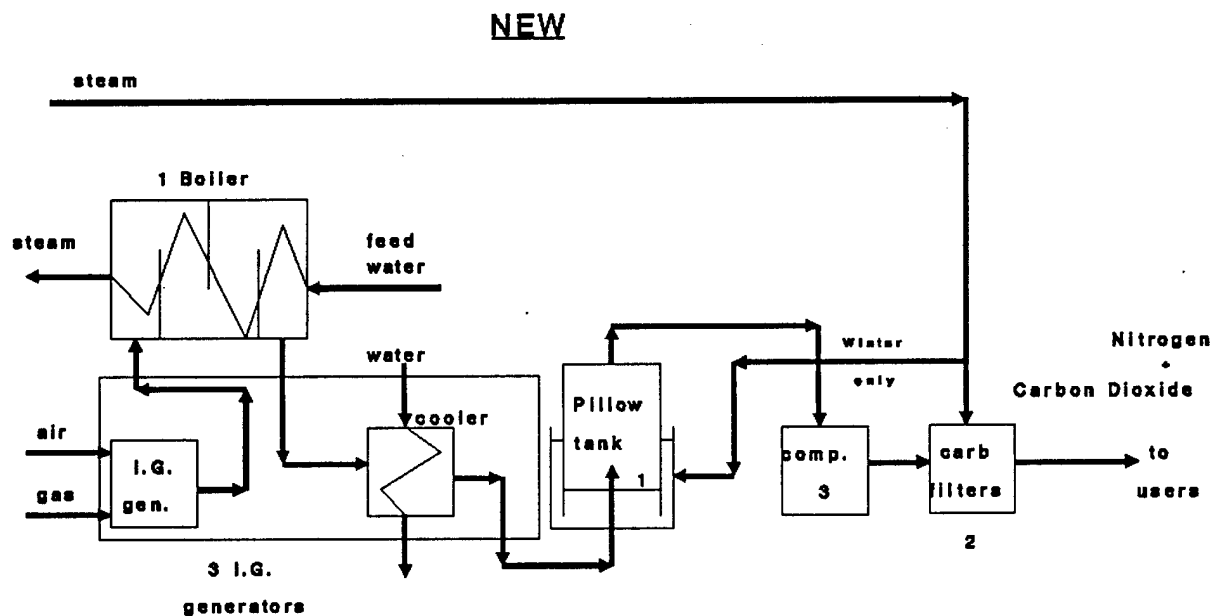 NEW
steam
1 Boiler
steam
feed
water
water
cooler
air
gas
I.G.
gen.
3 I.G.
generators
Pillow
tank
1
Winter
only
comp.
3
carb
filters
2
Nitrogen
+
Carbon Dioxide
to
users